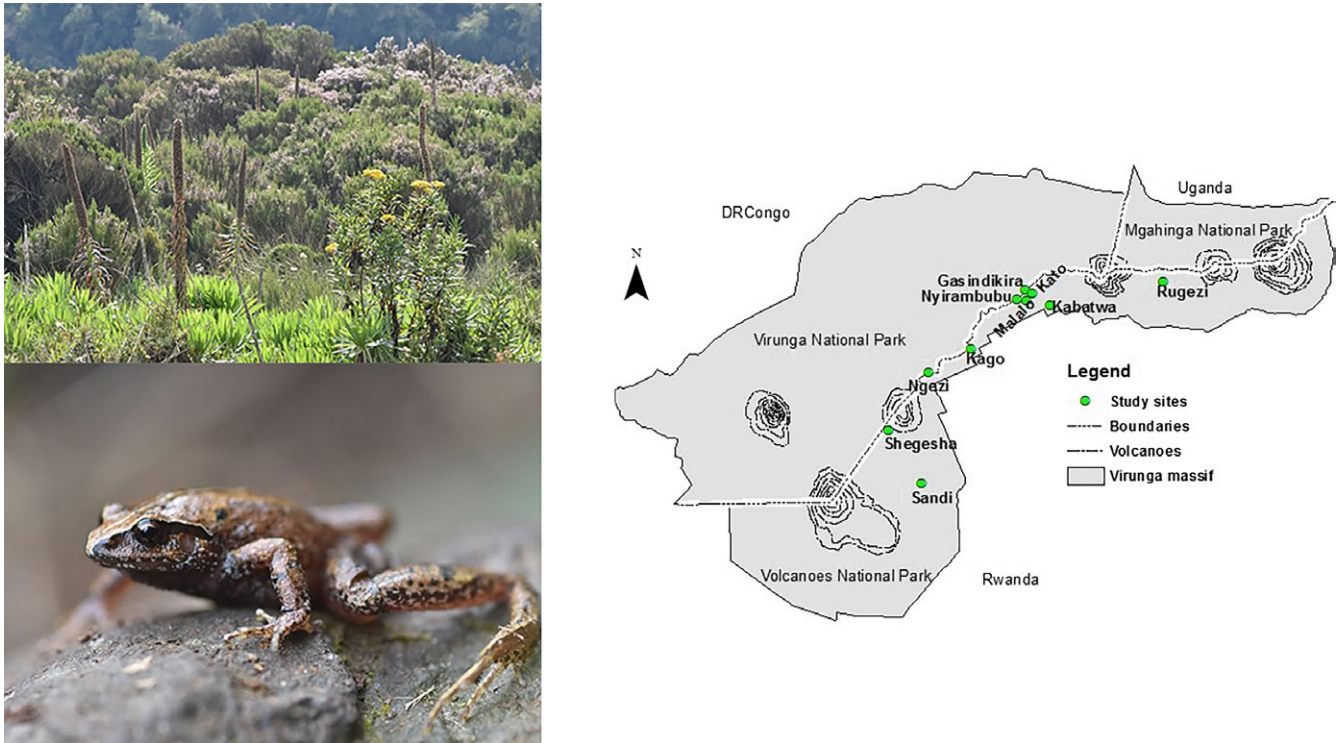 DRCongo
Uganda
Mgahinga National Park
N
Gasindikira
Kato
Nyirambubu
Malalo
Kabatwa
Rugezi
Virunga National Park
Kago
Ngezi
Legend
Study sites
Boundaries
Volcanoes
Virunga massif
Shegesha
Sandi
Volcanoes National Park
Rwanda